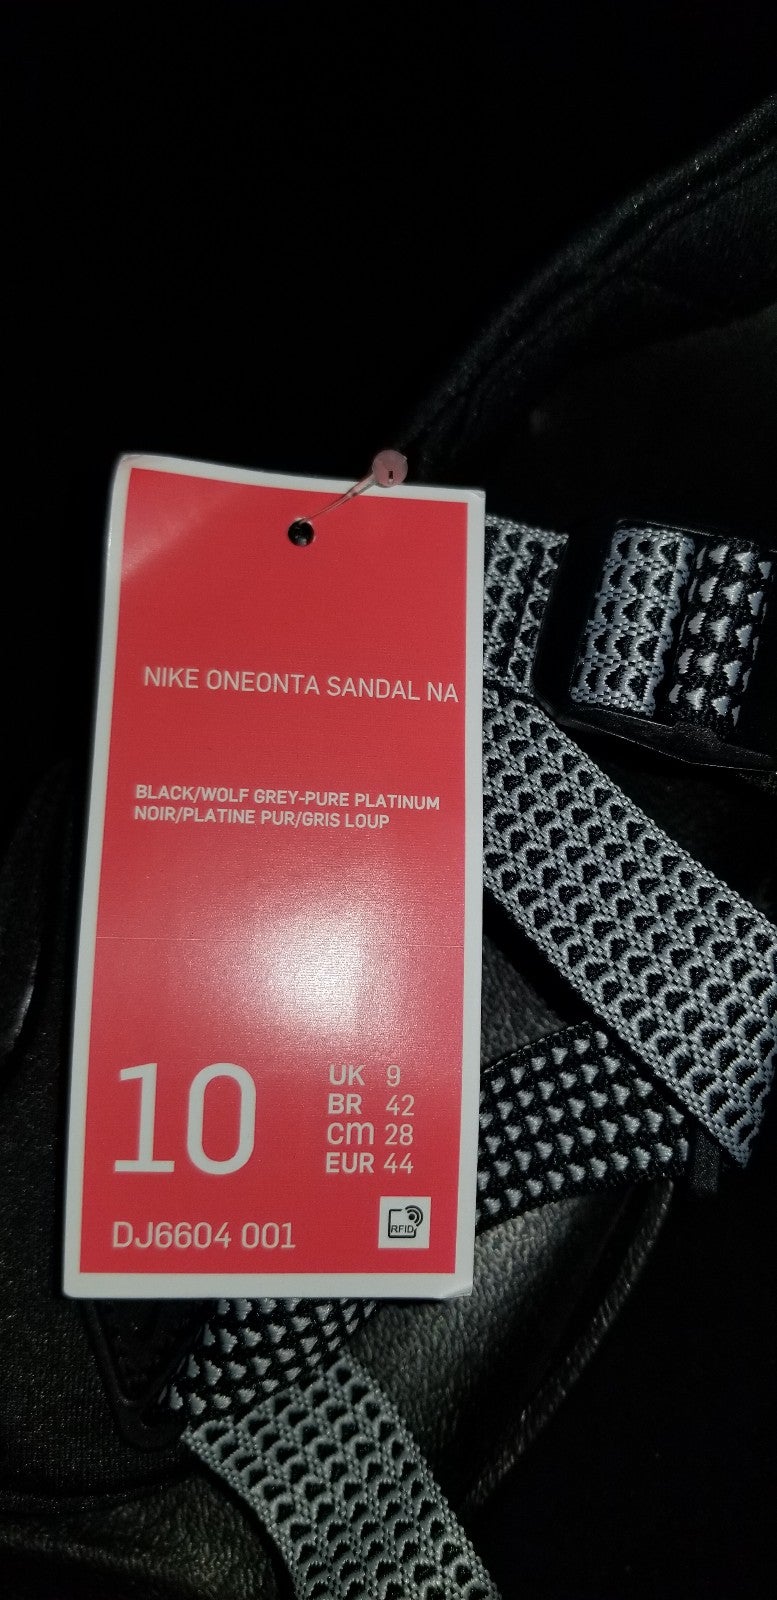 NIKE ONEONTA SANDAL NA
BLACK/WOLF GREY-PURE PLATINUM
NOIR/PLATINE PUR/GRIS LOUP
10
UK 9
BR 42
CM 28
EUR 44
DJ6604 001
RFID